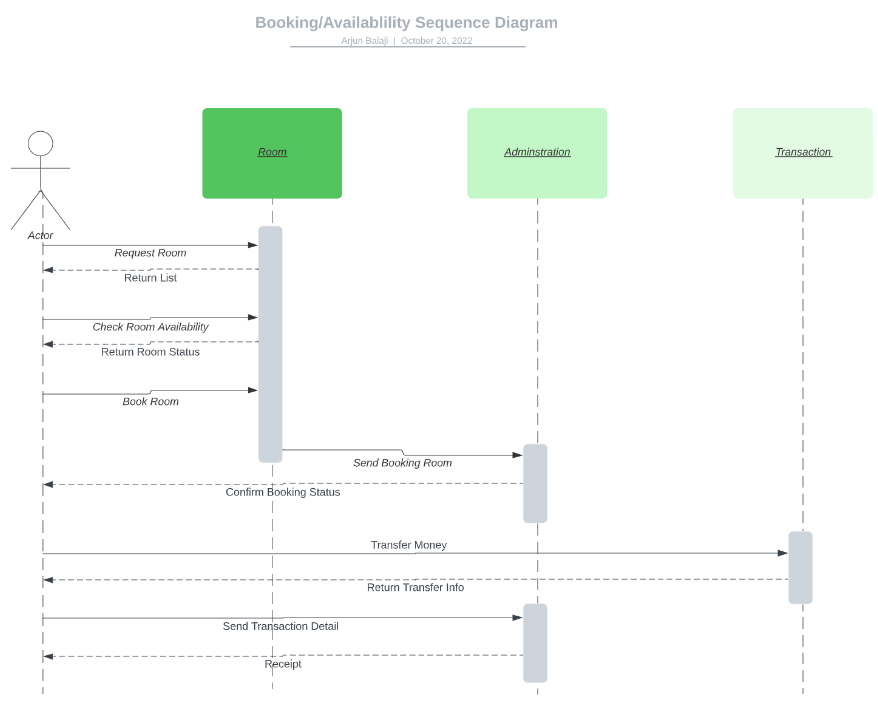 Booking/Availablility Sequence Diagram
Arjun Balaji | October 20, 2022
Room
Adminstration
Transaction
Actor
Request Room
Return List
Check Room Availability
Return Room Status
Book Room
Send Booking Room
Confirm Booking Status
Transfer Money
Return Transfer Info
Send Transaction Detail
Receipt